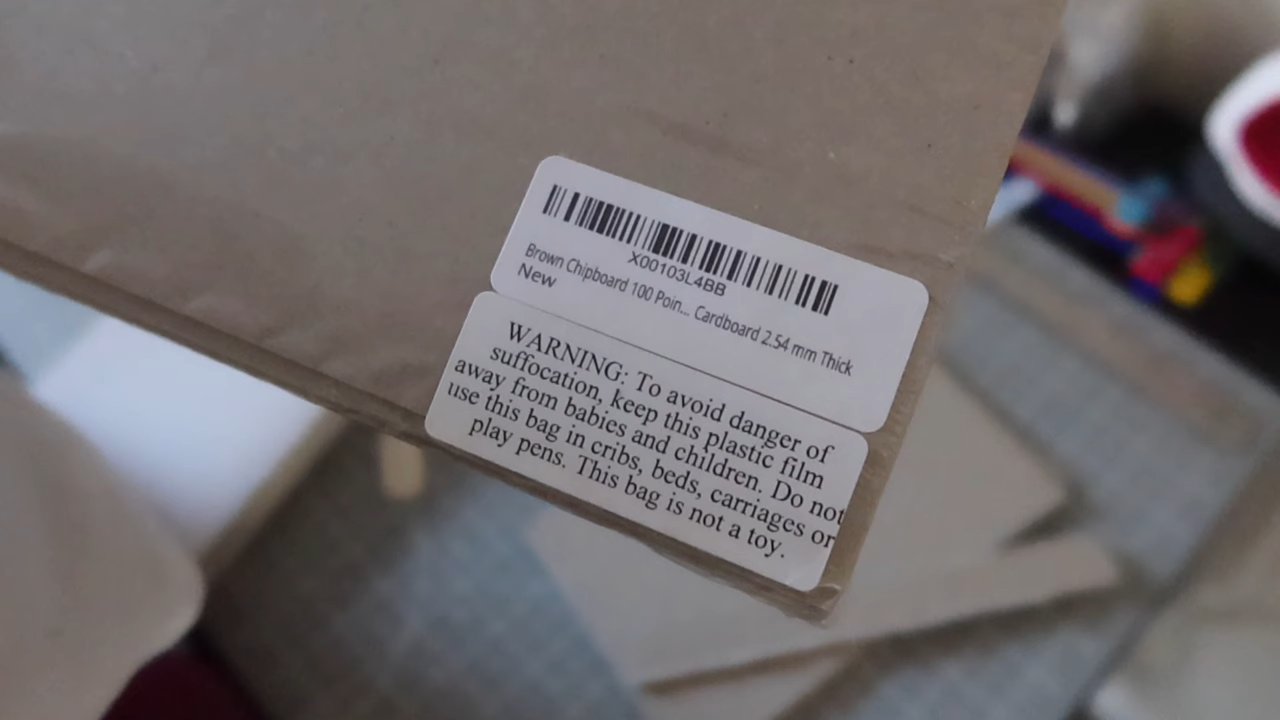 X00103L4BB
Brown Chipboard 100 Poin... Cardboard 2.54 mm Thick
New
WARNING: To avoid danger of
suffocation, keep this plastic film
away from babies and children. Do not
use this bag in cribs, beds, carriages or
play pens. This bag is not a toy.